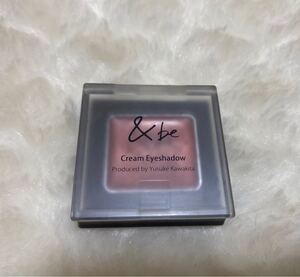 &be
Cream Eyeshadow
Produced by Yusuke Kawakita